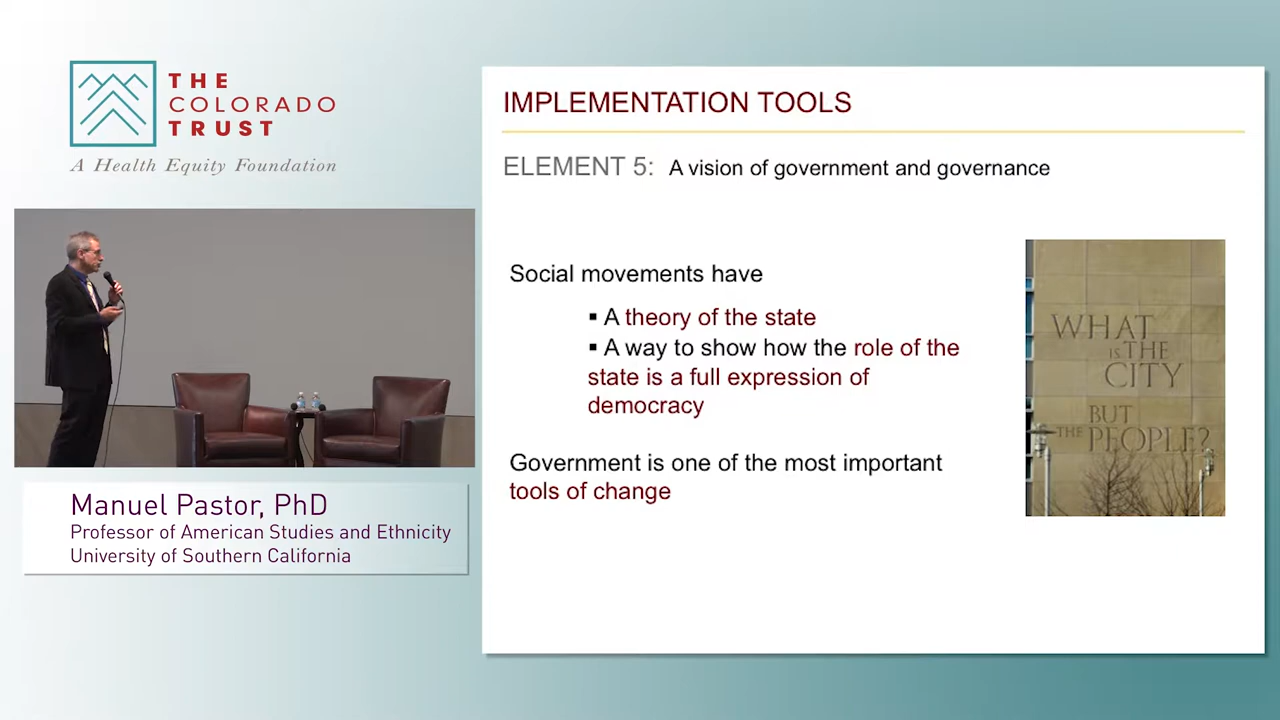 THE
COLORADO
TRUST
A Health Equity Foundation
Manuel Pastor, PhD
Professor of American Studies and Ethnicity
University of Southern California
IMPLEMENTATION TOOLS
ELEMENT 5: A vision of government and governance
Social movements have
▪ A theory of the state
▪ A way to show how the role of the
state is a full expression of
democracy
Government is one of the most important
tools of change
WHAT
IS THE
CITY
BUT
THE PEOPLE?